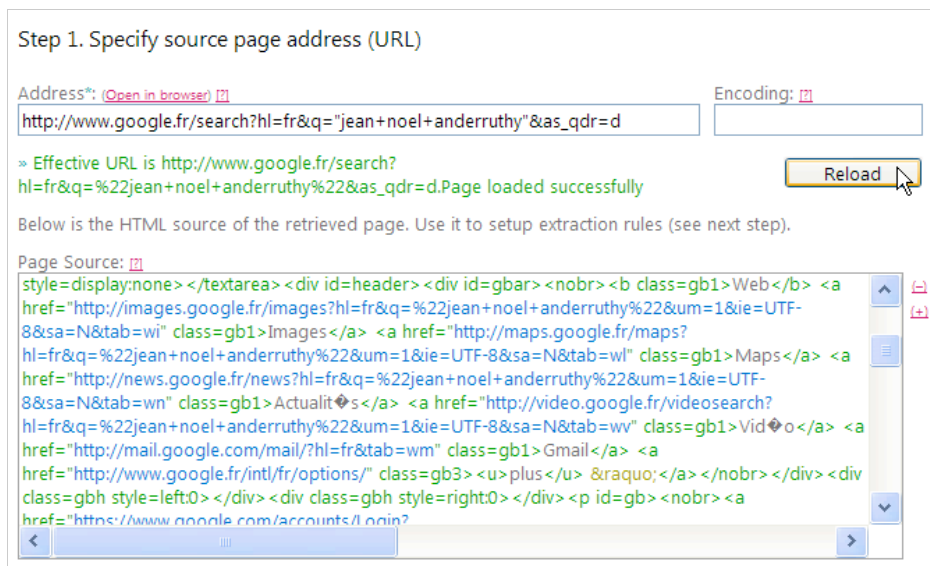 Step 1. Specify source page address (URL)
Address*: (Open in browser) [?]
Encoding: [?]
http://www.google.fr/search?hl=fr&q="jean+noel+anderruthy"&as_qdr=d
» Effective URL is http://www.google.fr/search?
hl=fr&q=%22jean+noel+anderruthy%22&as_qdr=d.Page loaded successfully
Reload
Below is the HTML source of the retrieved page. Use it to setup extraction rules (see next step).
Page Source: [?]
style=display:none></textarea><div id=header><div id=gbar><nobr><b class=gb1>Web</b> <a
href="http://images.google.fr/images?hl=fr&q=%22jean+noel+anderruthy%22&um=1&ie=UTF-
8&sa=N&tab=wi" class=gb1>Images</a> <a href="http://maps.google.fr/maps?
hl=fr&q=%22jean+noel+anderruthy%22&um=1&ie=UTF-8&sa=N&tab=wl" class=gb1>Maps</a> <a
href="http://news.google.fr/news?hl=fr&q=%22jean+noel+anderruthy%22&um=1&ie=UTF-
8&sa=N&tab=wn" class=gb1>Actualit�s</a> <a href="http://video.google.fr/videosearch?
hl=fr&q=%22jean+noel+anderruthy%22&um=1&ie=UTF-8&sa=N&tab=wv" class=gb1>Vid�o</a> <a
href="http://mail.google.com/mail/?hl=fr&tab=wm" class=gb1>Gmail</a> <a
href="http://www.google.fr/intl/fr/options/" class=gb3><u>plus</u> &raquo;</a></nobr></div><div
class=gbh style=left:0></div><div class=gbh style=right:0></div><p id=gb><nobr><a
href="https://www.google.com/accounts/Login?
(−)
(+)